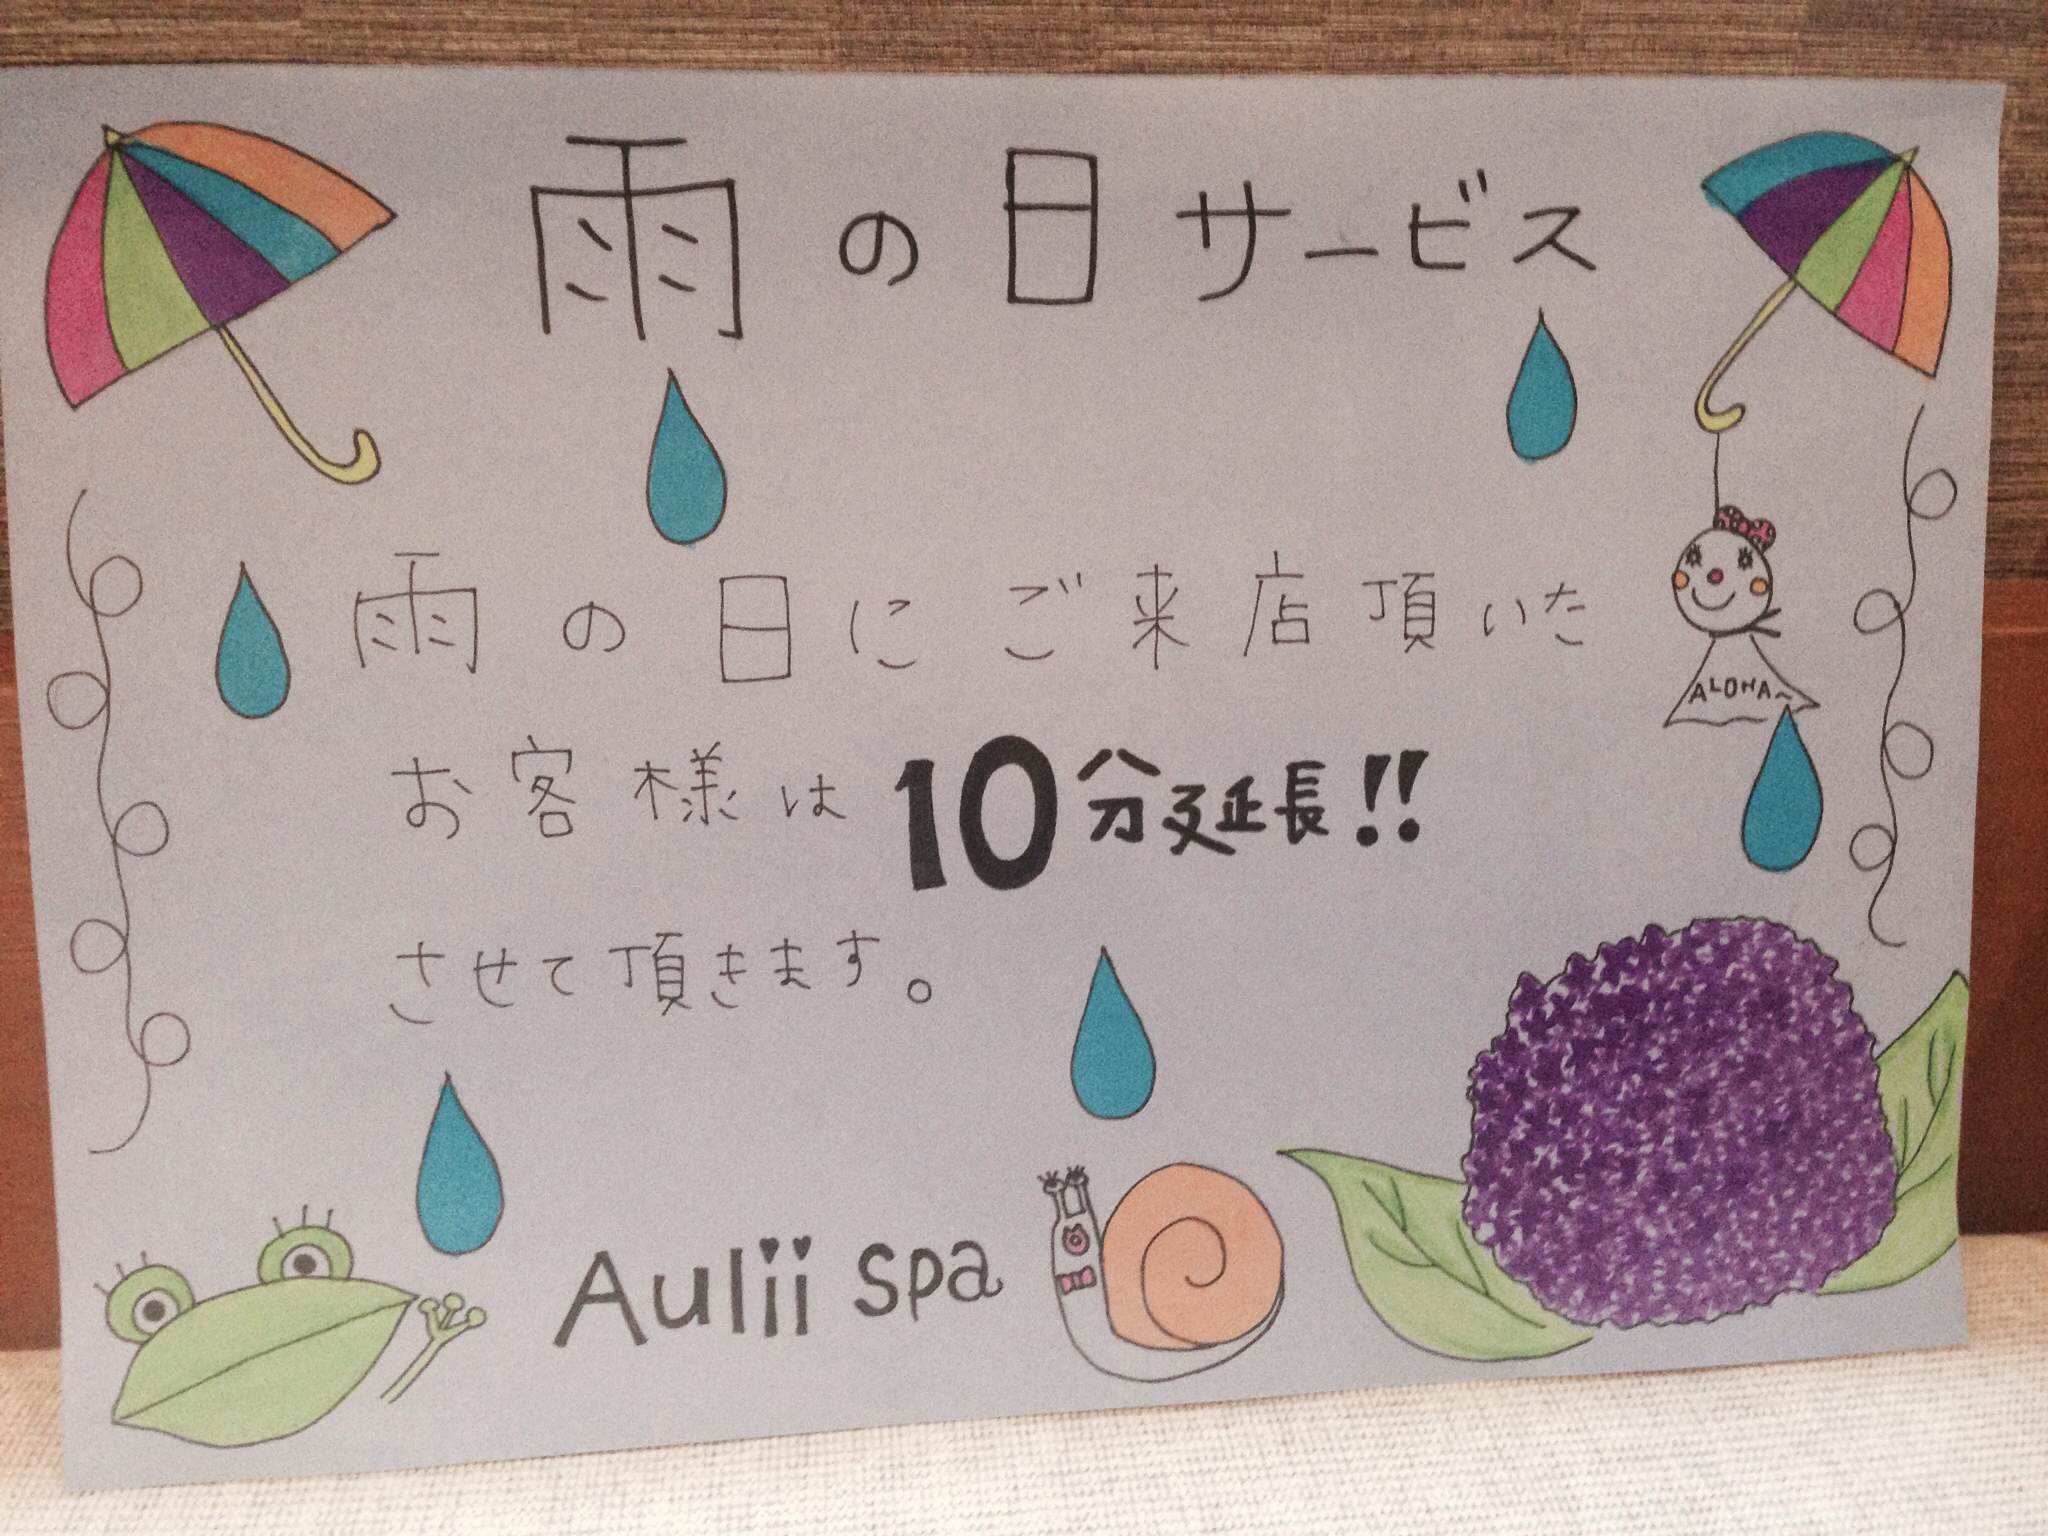 雨の日サービス
雨の日にご来店頂いた
お客様は10分延長!!
させて頂きます。
ALOHA~
Aulii spa